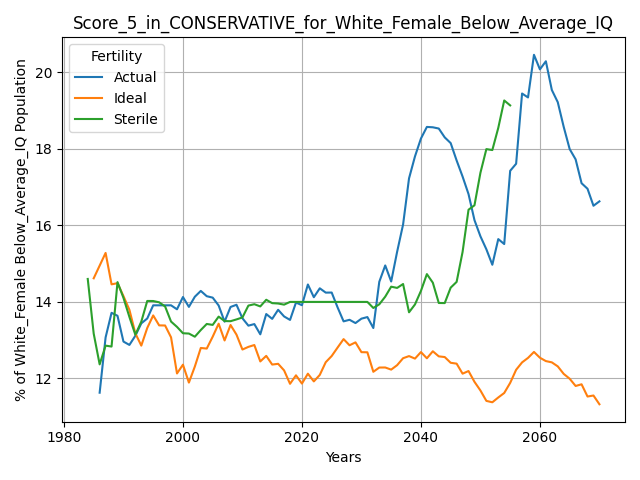 Score_5_in_CONSERVATIVE_for_White_Female_Below_Average_IQ
Fertility
Actual
Ideal
Sterile
% of White_Female Below_Average_IQ Population
20
18
16
14
12
1980
2000
2020
2040
2060
Years